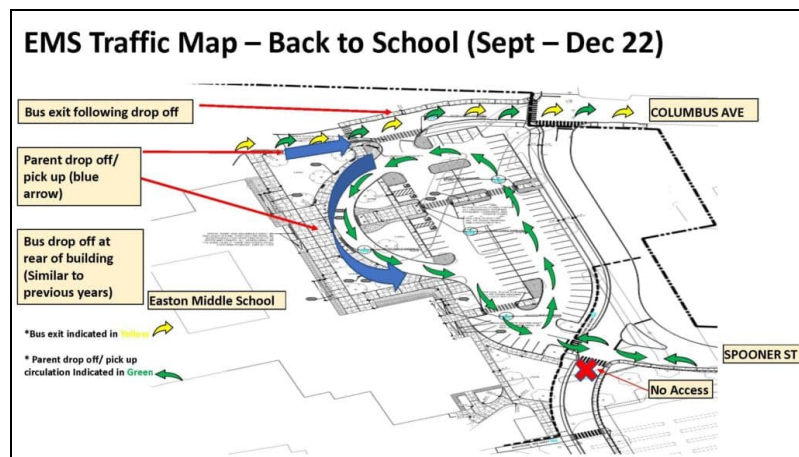 EMS Traffic Map – Back to School (Sept – Dec 22)
Bus exit following drop off
COLUMBUS AVE
Parent drop off/
pick up (blue
arrow)
Bus drop off at
rear of building
(Similar to
previous years)
Easton Middle School
*Bus exit indicated in Yellow
* Parent drop off/ pick up
circulation Indicated in Green
SPOONER ST
No Access